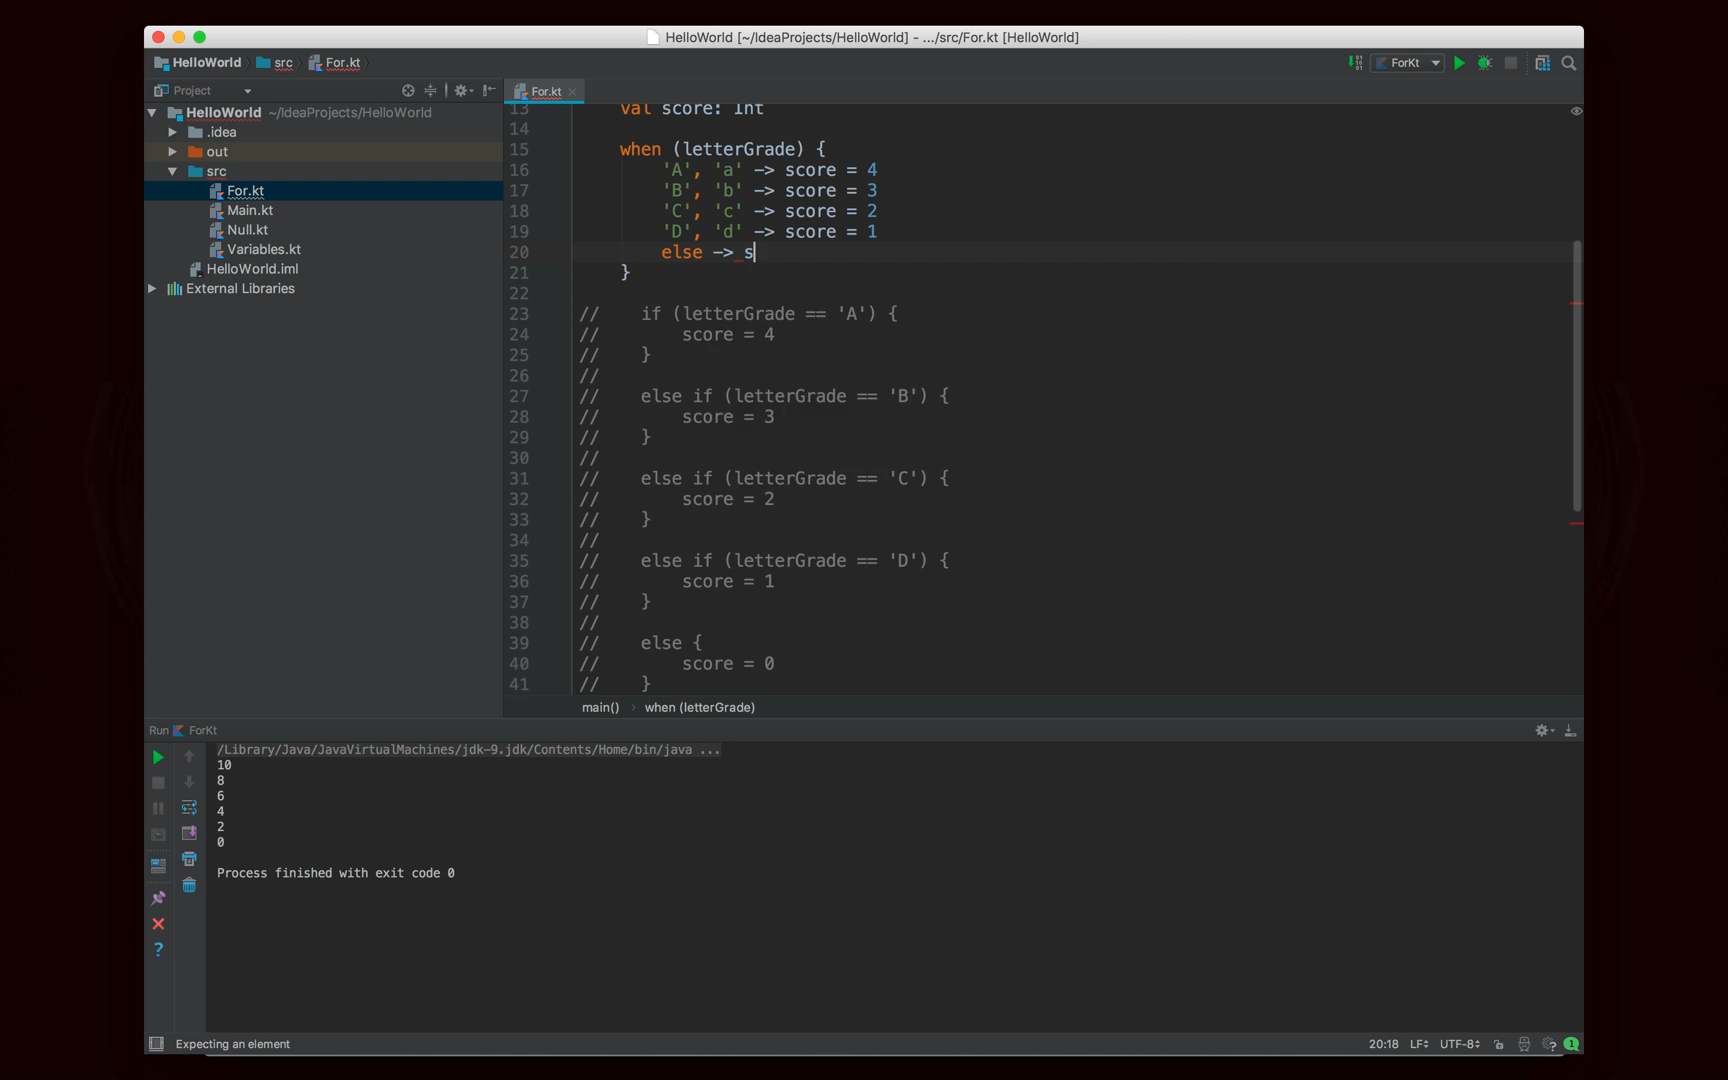 HelloWorld [~/IdeaProjects/HelloWorld] - .../src/For.kt [HelloWorld]
HelloWorld src For.kt
ForKt
Project
For.kt
HelloWorld ~/IdeaProjects/HelloWorld
.idea
out
src
For.kt
Main.kt
Null.kt
Variables.kt
HelloWorld.iml
External Libraries
13 val score: Int
14
15 when (letterGrade) {
16 'A', 'a' -> score = 4
17 'B', 'b' -> score = 3
18 'C', 'c' -> score = 2
19 'D', 'd' -> score = 1
20 else -> s
21 }
22
23 // if (letterGrade == 'A') {
24 // score = 4
25 // }
26 //
27 // else if (letterGrade == 'B') {
28 // score = 3
29 // }
30 //
31 // else if (letterGrade == 'C') {
32 // score = 2
33 // }
34 //
35 // else if (letterGrade == 'D') {
36 // score = 1
37 // }
38 //
39 // else {
40 // score = 0
41 // }
main() when (letterGrade)
Run ForKt
/Library/Java/JavaVirtualMachines/jdk-9.jdk/Contents/Home/bin/java ...
10
8
6
4
2
0
Process finished with exit code 0
Expecting an element
20:18 LF UTF-8 1